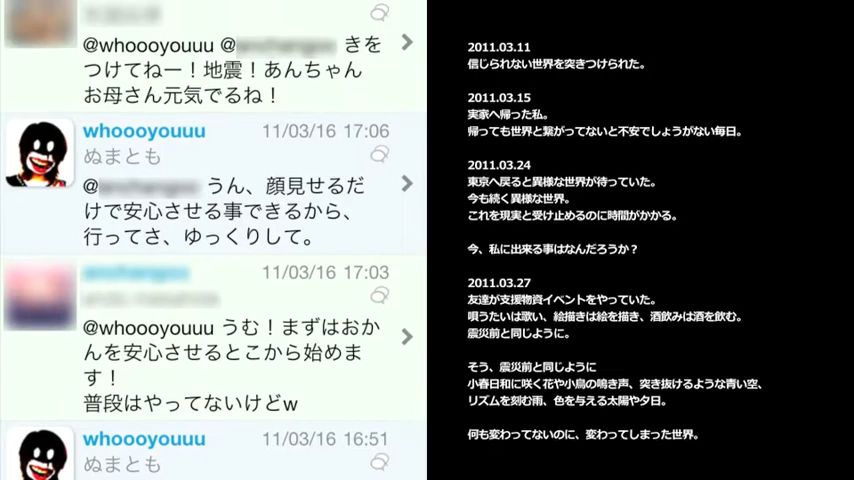 @whoooyouuu @ きを
つけてねー！地震！あんちゃん
お母さん元気でるね！
whoooyouuu 11/03/16 17:06
ぬまとも
@ うん、顔見せるだ
けで安心させる事できるから、
行ってさ、ゆっくりして。
11/03/16 17:03
@whoooyouuu うむ！まずはおか
んを安心させるとこから始めま
す！
普段はやってないけどw
whoooyouuu 11/03/16 16:51
ぬまとも
2011.03.11
信じられない世界を突きつけられた。
2011.03.15
実家へ帰った私。
帰っても世界と繋がってないと不安でしょうがない毎日。
2011.03.24
東京へ戻ると異様な世界が待っていた。
今も続く異様な世界。
これを現実と受け止めるのに時間がかかる。
今、私に出来る事はなんだろうか？
2011.03.27
友達が支援物資イベントをやっていた。
唄うたいは歌い、絵描きは絵を描き、酒飲みは酒を飲む。
震災前と同じように。
そう、震災前と同じように
小春日和に咲く花や小鳥の鳴き声、突き抜けるような青い空、
リズムを刻む雨、色を与える太陽や夕日。
何も変わってないのに、変わってしまった世界。